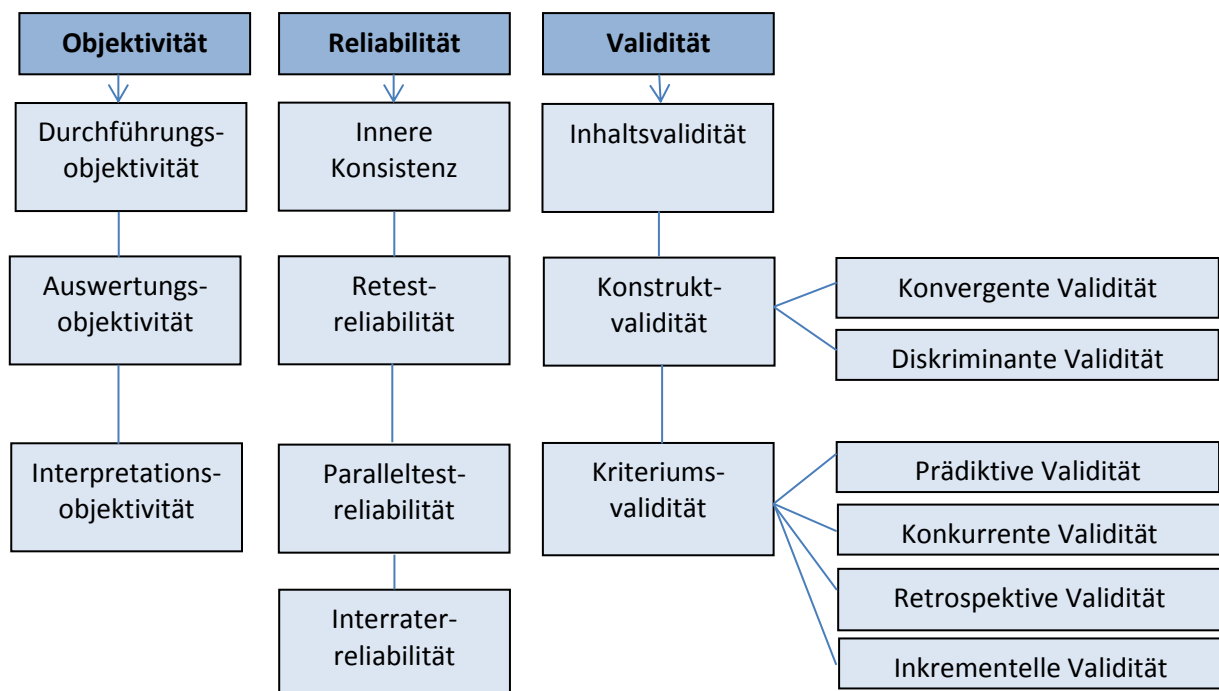 Objektivität
Durchführungs-
objektivität
Auswertungs-
objektivität
Interpretations-
objektivität
Reliabilität
Innere
Konsistenz
Retest-
reliabilität
Paralleltest-
reliabilität
Interrater-
reliabilität
Validität
Inhaltsvalidität
Konstrukt-
validität
Konvergente Validität
Diskriminante Validität
Kriteriums-
validität
Prädiktive Validität
Konkurrente Validität
Retrospektive Validität
Inkrementelle Validität